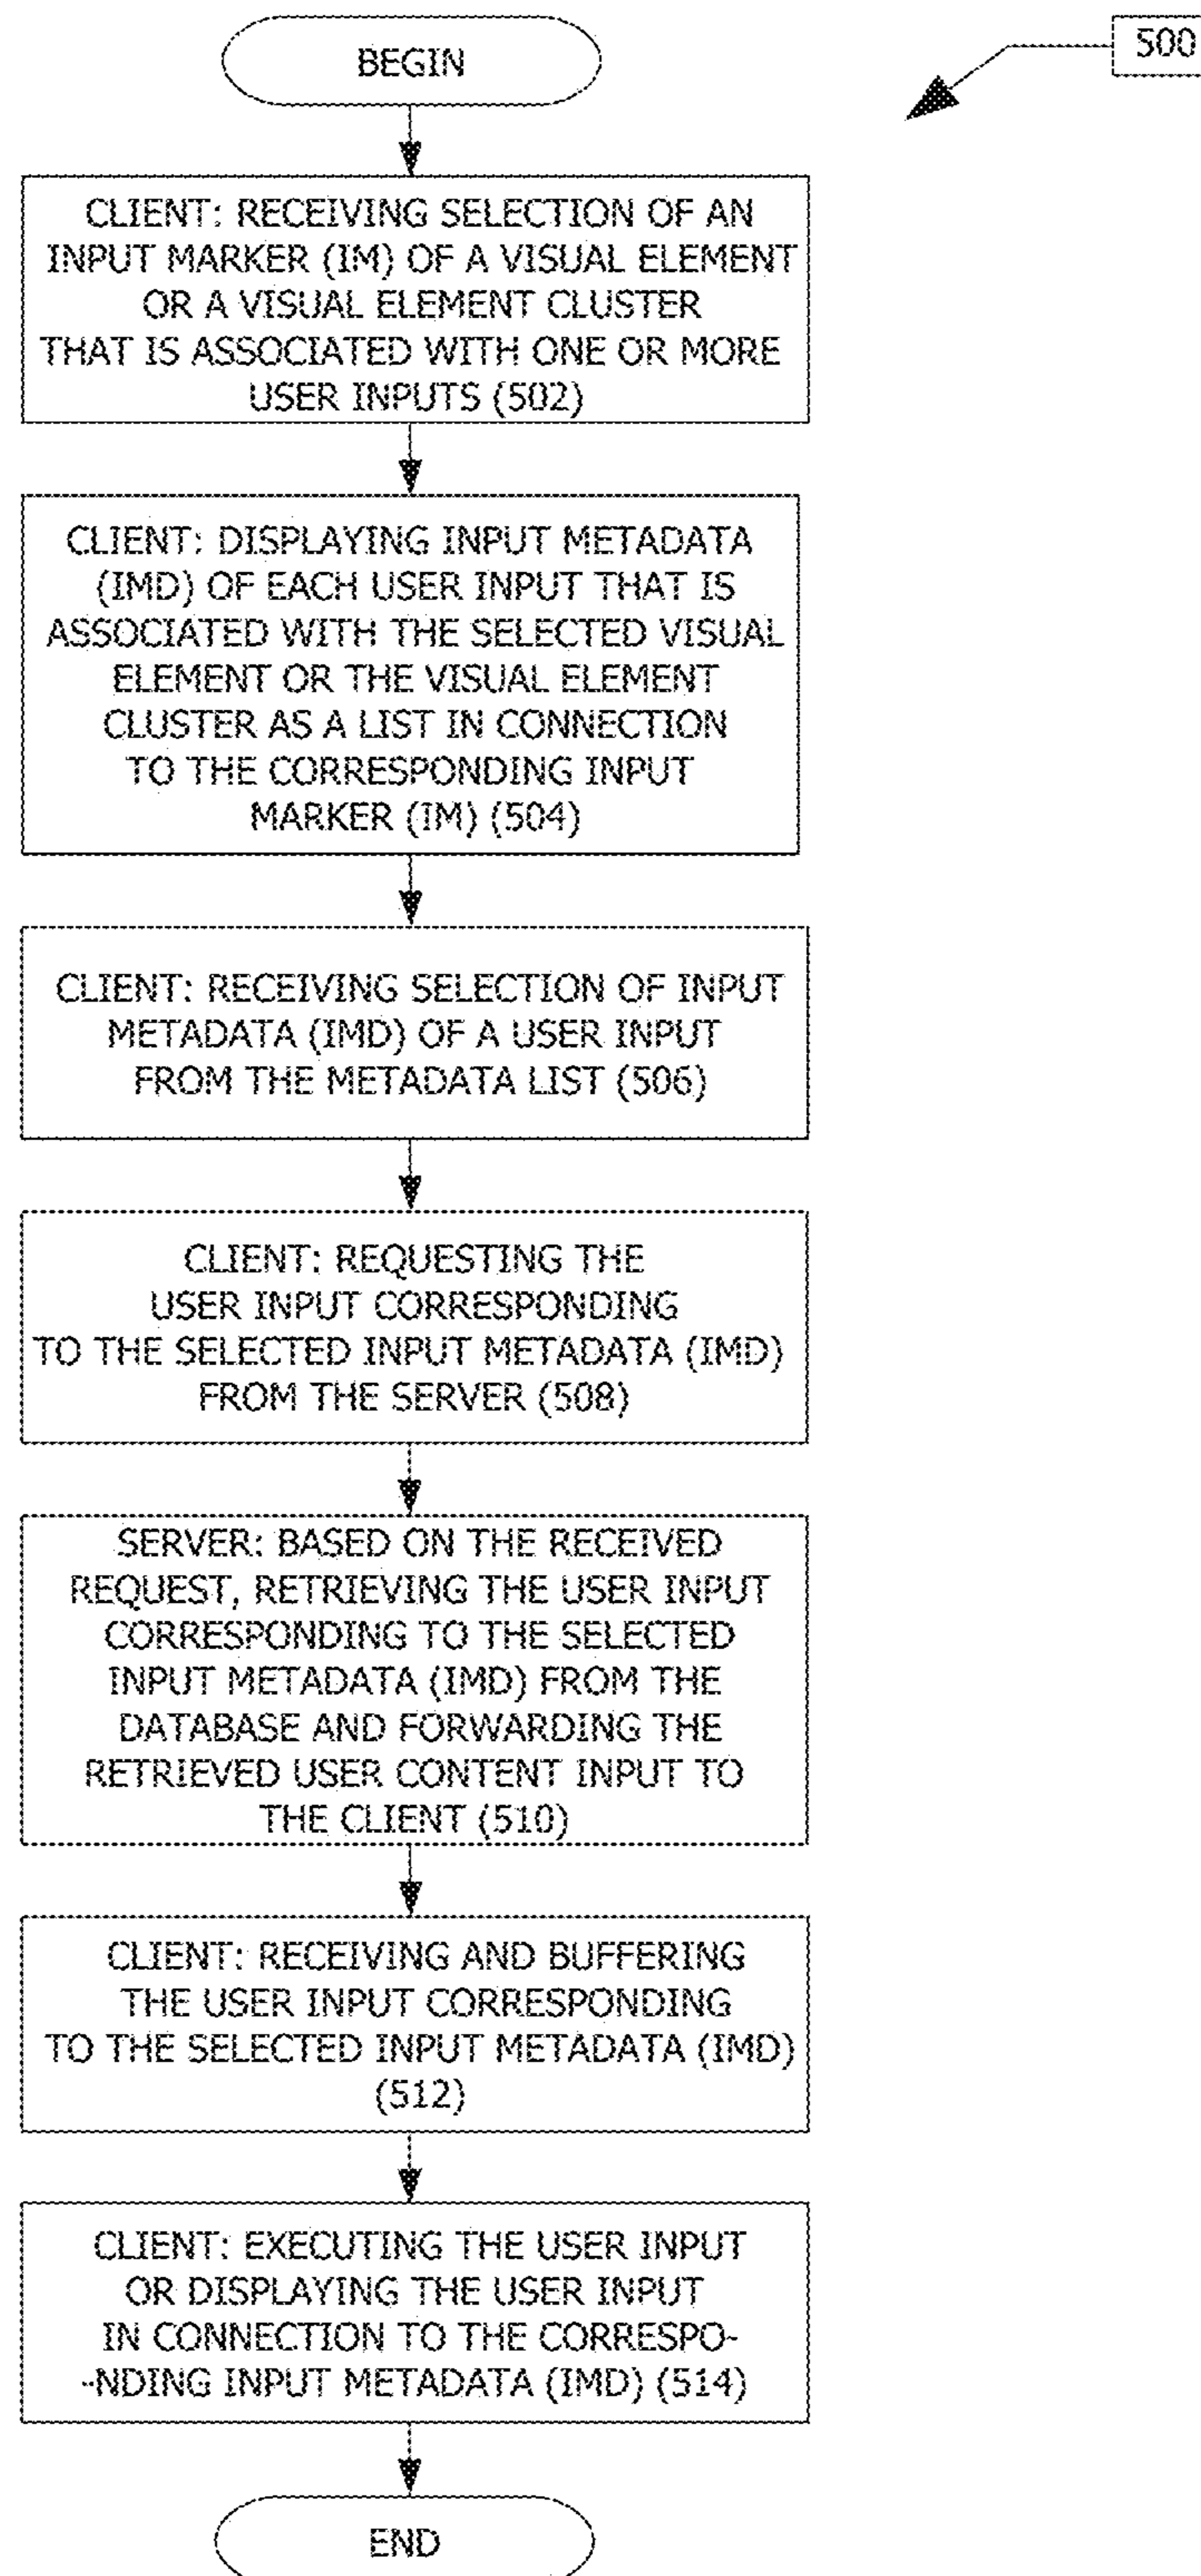 BEGIN
500
CLIENT: RECEIVING SELECTION OF AN
INPUT MARKER (IM) OF A VISUAL ELEMENT
OR A VISUAL ELEMENT CLUSTER
THAT IS ASSOCIATED WITH ONE OR MORE
USER INPUTS (502)
CLIENT: DISPLAYING INPUT METADATA
(IMD) OF EACH USER INPUT THAT IS
ASSOCIATED WITH THE SELECTED VISUAL
ELEMENT OR THE VISUAL ELEMENT
CLUSTER AS A LIST IN CONNECTION
TO THE CORRESPONDING INPUT
MARKER (IM) (504)
CLIENT: RECEIVING SELECTION OF INPUT
METADATA (IMD) OF A USER INPUT
FROM THE METADATA LIST (506)
CLIENT: REQUESTING THE
USER INPUT CORRESPONDING
TO THE SELECTED INPUT METADATA (IMD)
FROM THE SERVER (508)
SERVER: BASED ON THE RECEIVED
REQUEST, RETRIEVING THE USER INPUT
CORRESPONDING TO THE SELECTED
INPUT METADATA (IMD) FROM THE
DATABASE AND FORWARDING THE
RETRIEVED USER CONTENT INPUT TO
THE CLIENT (510)
CLIENT: RECEIVING AND BUFFERING
THE USER INPUT CORRESPONDING
TO THE SELECTED INPUT METADATA (IMD)
(512)
CLIENT: EXECUTING THE USER INPUT
OR DISPLAYING THE USER INPUT
IN CONNECTION TO THE CORRESPO-
-NDING INPUT METADATA (IMD) (514)
END